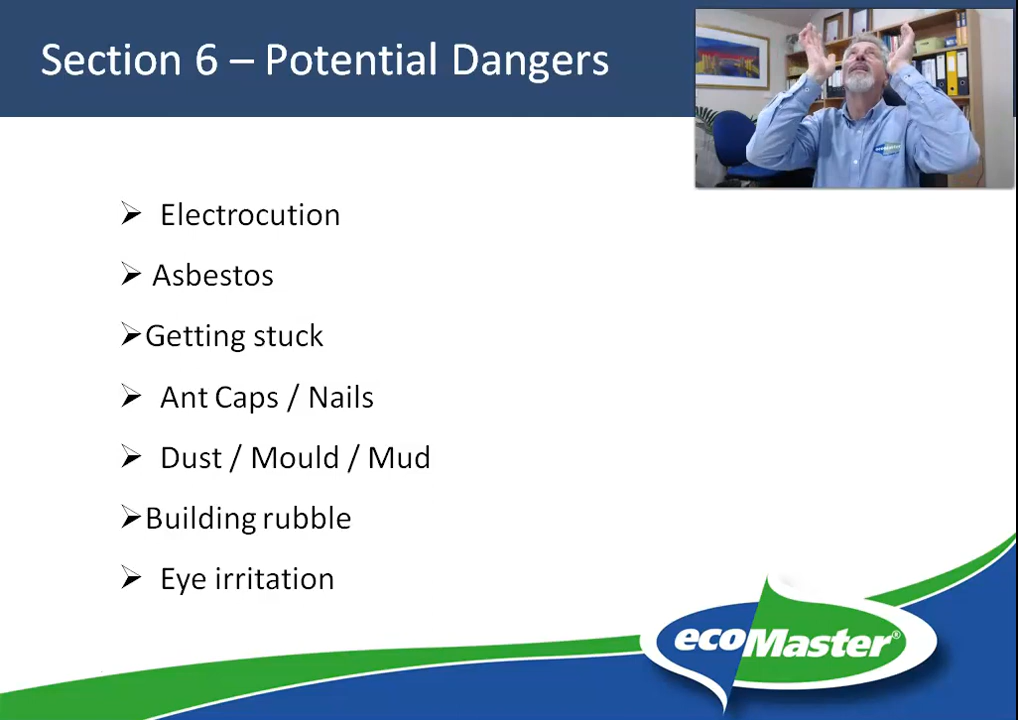 Section 6 – Potential Dangers
ecoMaster
➢ Electrocution
➢ Asbestos
➢ Getting stuck
➢ Ant Caps / Nails
➢ Dust / Mould / Mud
➢ Building rubble
➢ Eye irritation
ecoMaster®